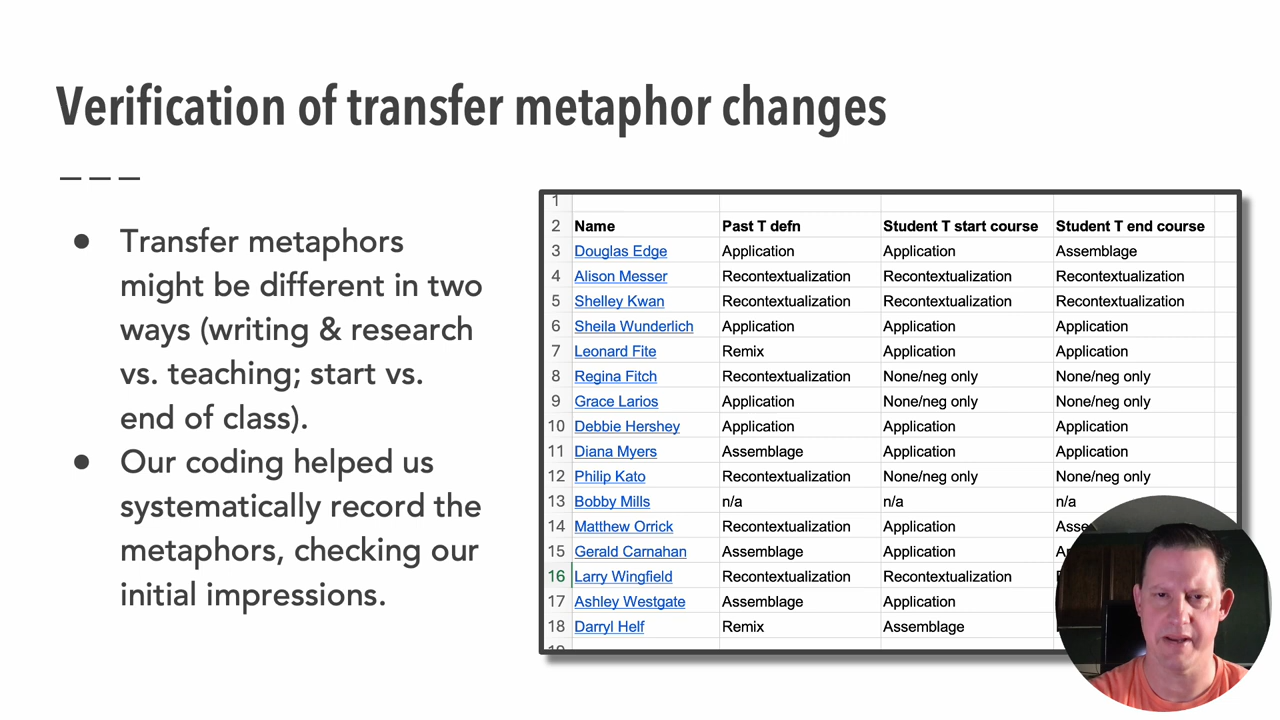 Verification of transfer metaphor changes
● Transfer metaphors
might be different in two
ways (writing & research
vs. teaching; start vs.
end of class).
● Our coding helped us
systematically record the
metaphors, checking our
initial impressions.
1
2 Name Past T defn Student T start course Student T end course
3 Douglas Edge Application Application Assemblage
4 Alison Messer Recontextualization Recontextualization Recontextualization
5 Shelley Kwan Recontextualization Recontextualization Recontextualization
6 Sheila Wunderlich Application Application Application
7 Leonard Fite Remix Application Application
8 Regina Fitch Recontextualization None/neg only None/neg only
9 Grace Larios Application None/neg only None/neg only
10 Debbie Hershey Application Application Application
11 Diana Myers Assemblage Application Application
12 Philip Kato Recontextualization None/neg only None/neg only
13 Bobby Mills n/a n/a n/a
14 Matthew Orrick Recontextualization Application
15 Gerald Carnahan Assemblage Application
16 Larry Wingfield Recontextualization Recontextualization
17 Ashley Westgate Assemblage Application
18 Darryl Helf Remix Assemblage